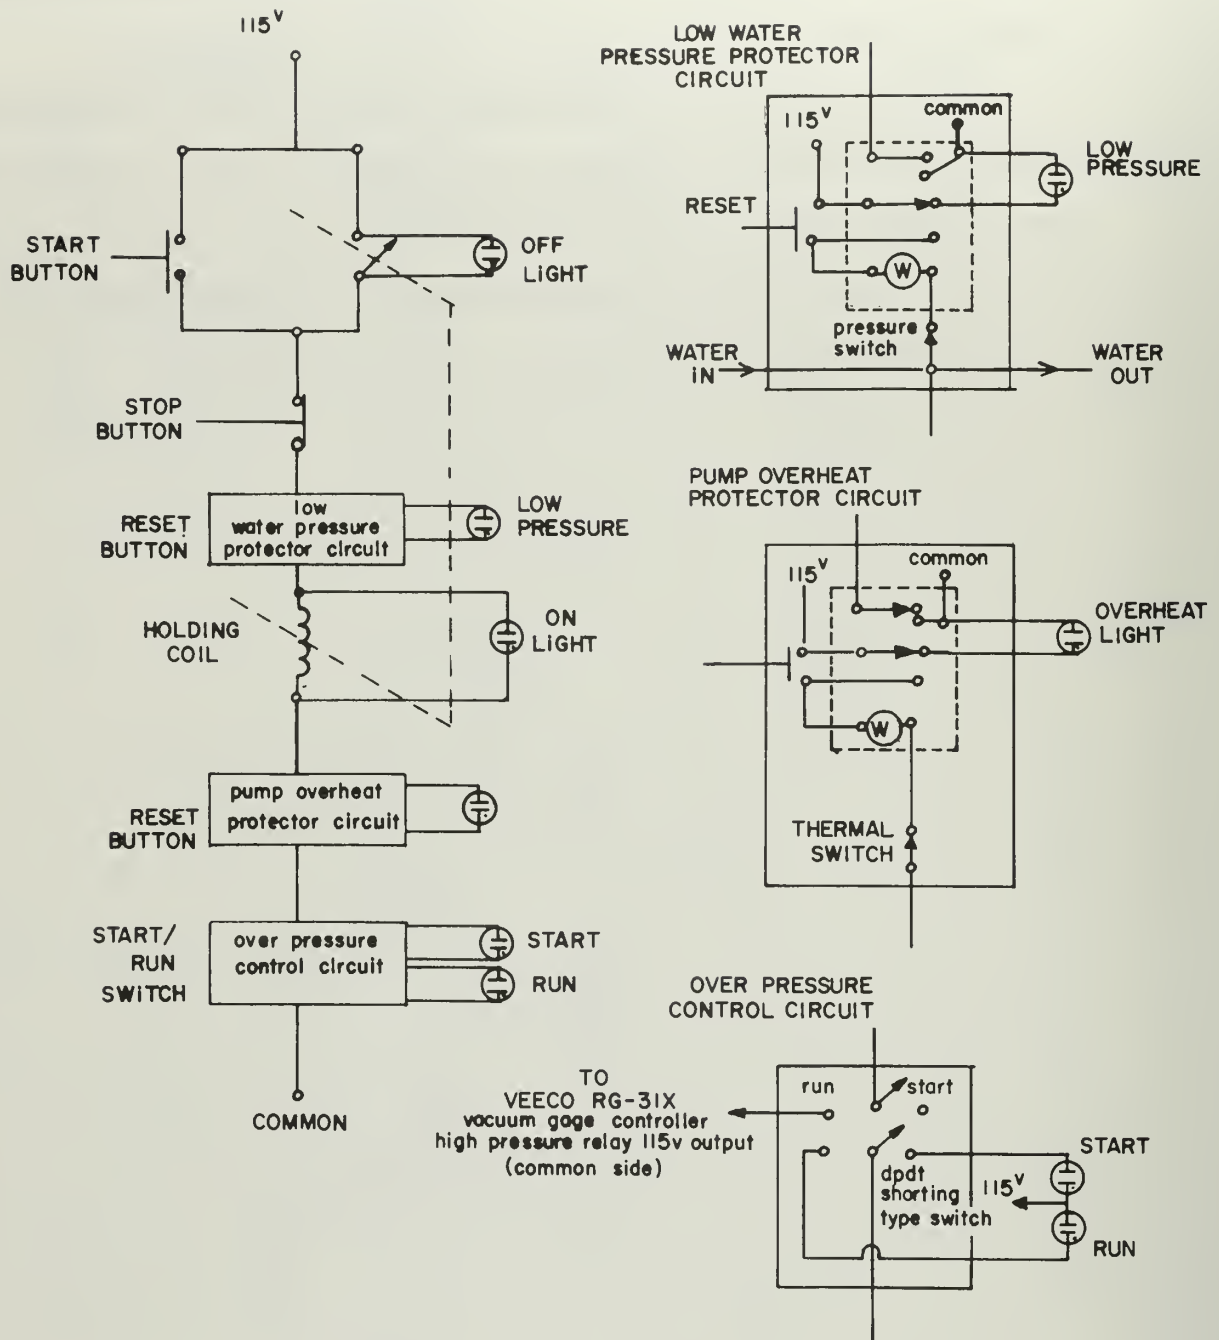 115V
START
BUTTON
OFF
LIGHT
STOP
BUTTON
RESET
BUTTON
low
water pressure
protector circuit
LOW
PRESSURE
HOLDING
COIL
ON
LIGHT
RESET
BUTTON
pump overheat
protector circuit
START/
RUN
SWITCH
over pressure
control circuit
START
RUN
COMMON
LOW WATER
PRESSURE PROTECTOR
CIRCUIT
115V
common
LOW
PRESSURE
RESET
W
pressure
switch
WATER
IN
WATER
OUT
PUMP OVERHEAT
PROTECTOR CIRCUIT
115V
common
OVERHEAT
LIGHT
W
THERMAL
SWITCH
OVER PRESSURE
CONTROL CIRCUIT
run
start
TO
VEECO RG-31X
vacuum gage controller
high pressure relay 115v output
(common side)
dpdt
shorting
type switch
115V
START
RUN